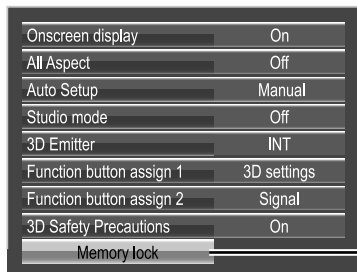 Onscreen display On
All Aspect Off
Auto Setup Manual
Studio mode Off
3D Emitter INT
Function button assign 1 3D settings
Function button assign 2 Signal
3D Safety Precautions On
Memory lock